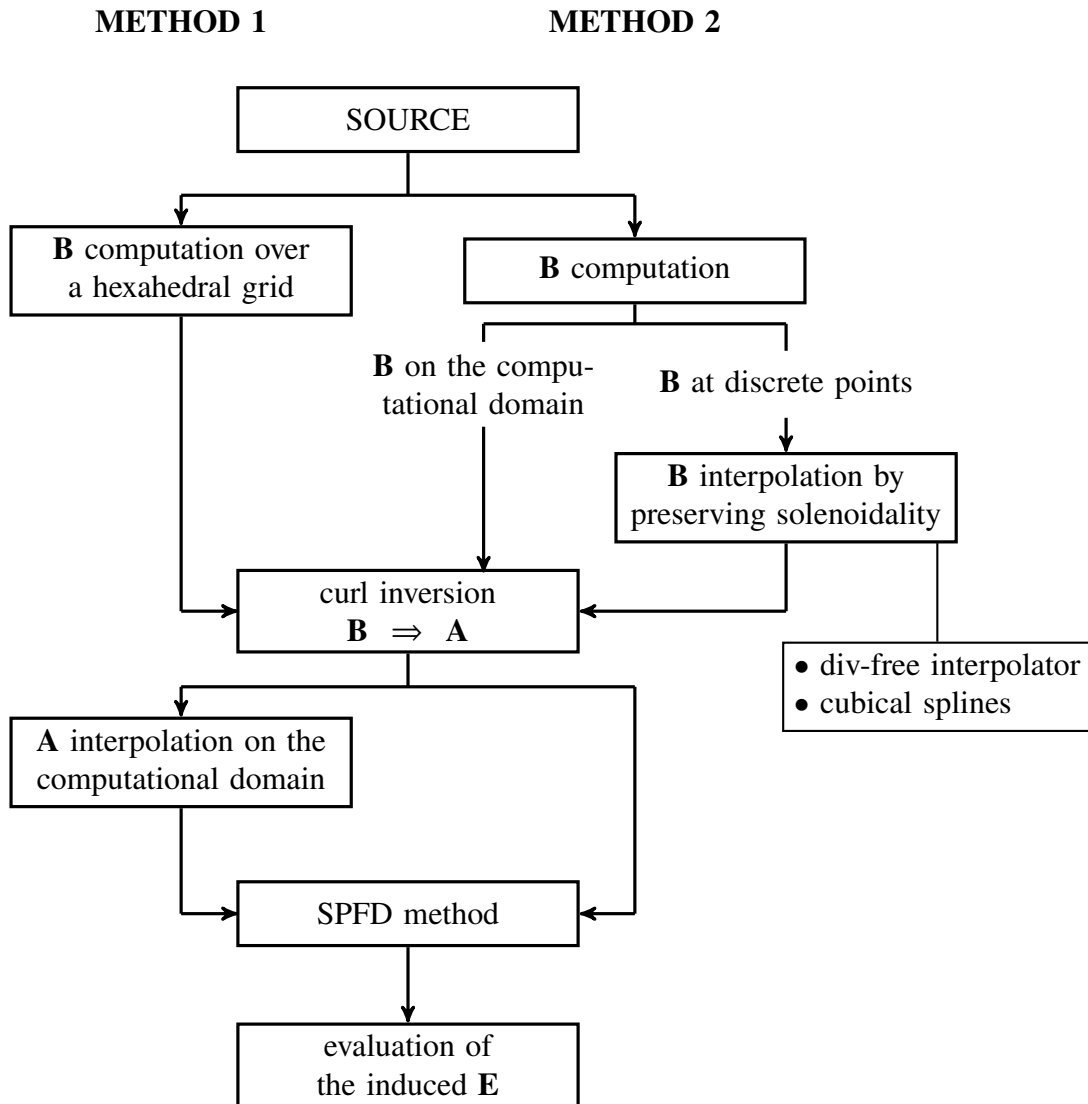 METHOD 1
METHOD 2
SOURCE
B computation over
a hexahedral grid
B computation
B on the compu-
tational domain
B at discrete points
B interpolation by
preserving solenoidality
curl inversion
B ⇒ A
• div-free interpolator
• cubical splines
A interpolation on the
computational domain
SPFD method
evaluation of
the induced E